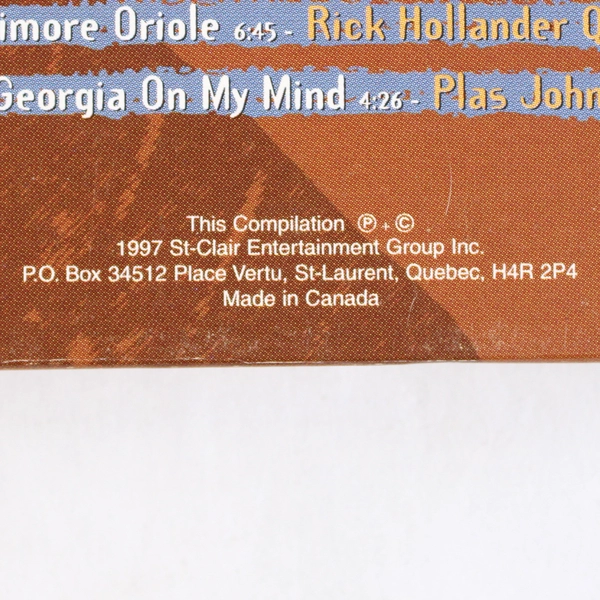 imore Oriole 6:45 - Rick Hollander Q
Georgia On My Mind 4:26 - Plas John
This Compilation ℗ + ©
1997 St-Clair Entertainment Group Inc.
P.O. Box 34512 Place Vertu, St-Laurent, Quebec, H4R 2P4
Made in Canada